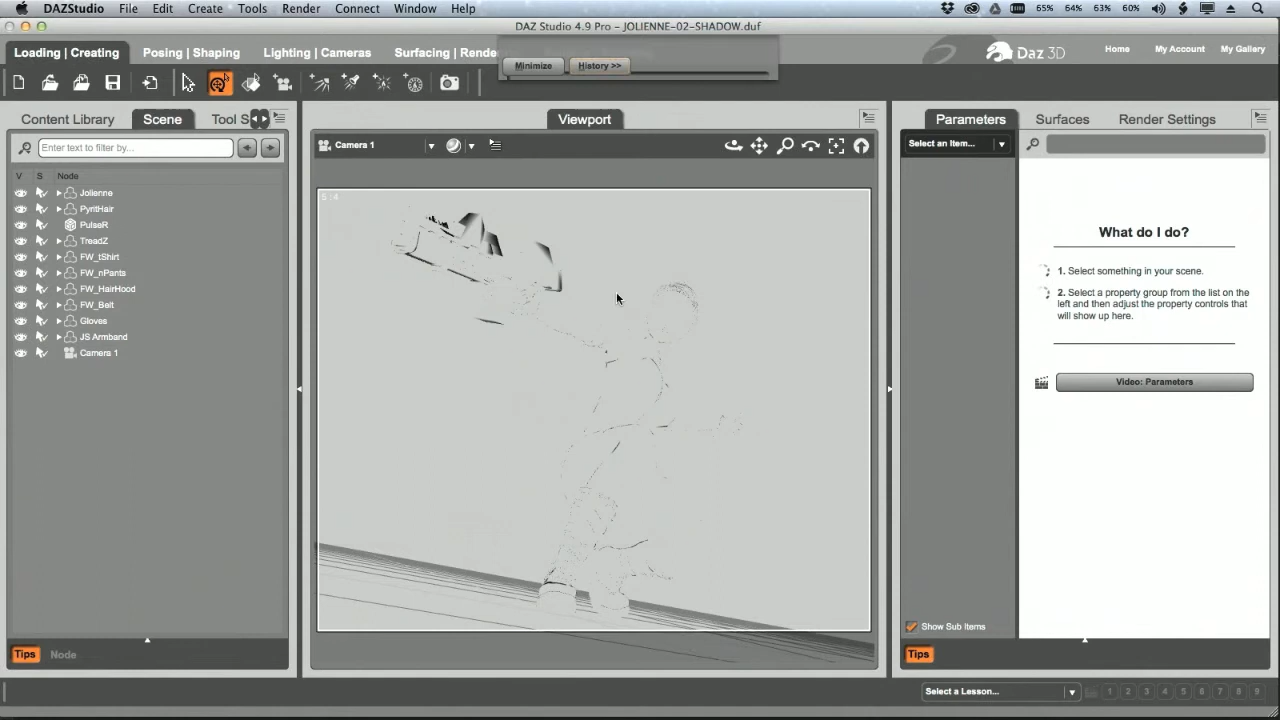 DAZStudio File Edit Create Tools Render Connect Window Help 65% 64% 63% 60%
DAZ Studio 4.9 Pro - JOLIENNE-02-SHADOW.duf
Loading | Creating Posing | Shaping Lighting | Cameras Surfacing | Rende
Minimize History >>
Daz 3D Home My Account My Gallery
Content Library Scene Tool S
Viewport
Parameters Surfaces Render Settings
Enter text to filter by...
Camera 1
Select an Item...
V S Node
Jolienne
PyritHair
PulseR
TreadZ
FW_tShirt
FW_nPants
FW_HairHood
FW_Belt
Gloves
JS Armband
Camera 1
5 : 4
What do I do?
1. Select something in your scene.
2. Select a property group from the list on the
left and then adjust the property controls that
will show up here.
Video: Parameters
Show Sub Items
Tips Node
Tips
Select a Lesson... 1 2 3 4 5 6 7 8 9